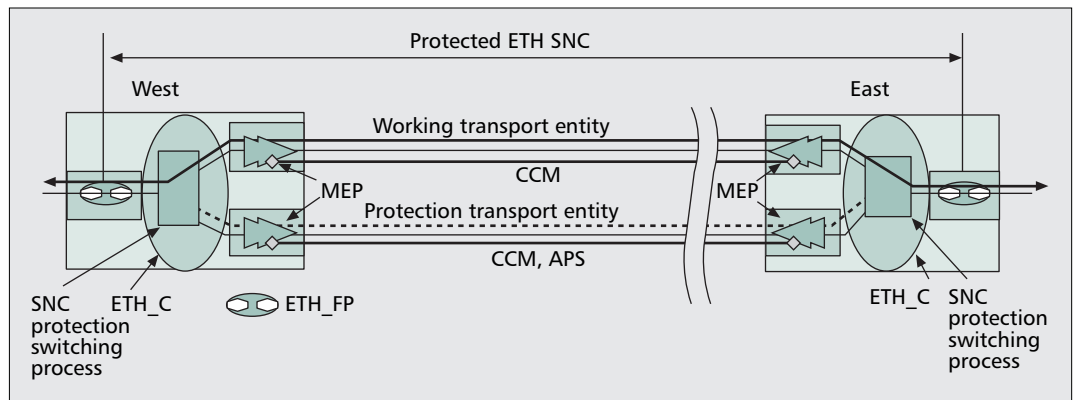 Protected ETH SNC
West
East
Working transport entity
CCM
MEP
MEP
Protection transport entity
CCM, APS
SNC
protection
switching
process
ETH_C
ETH_FP
ETH_C
SNC
protection
switching
process